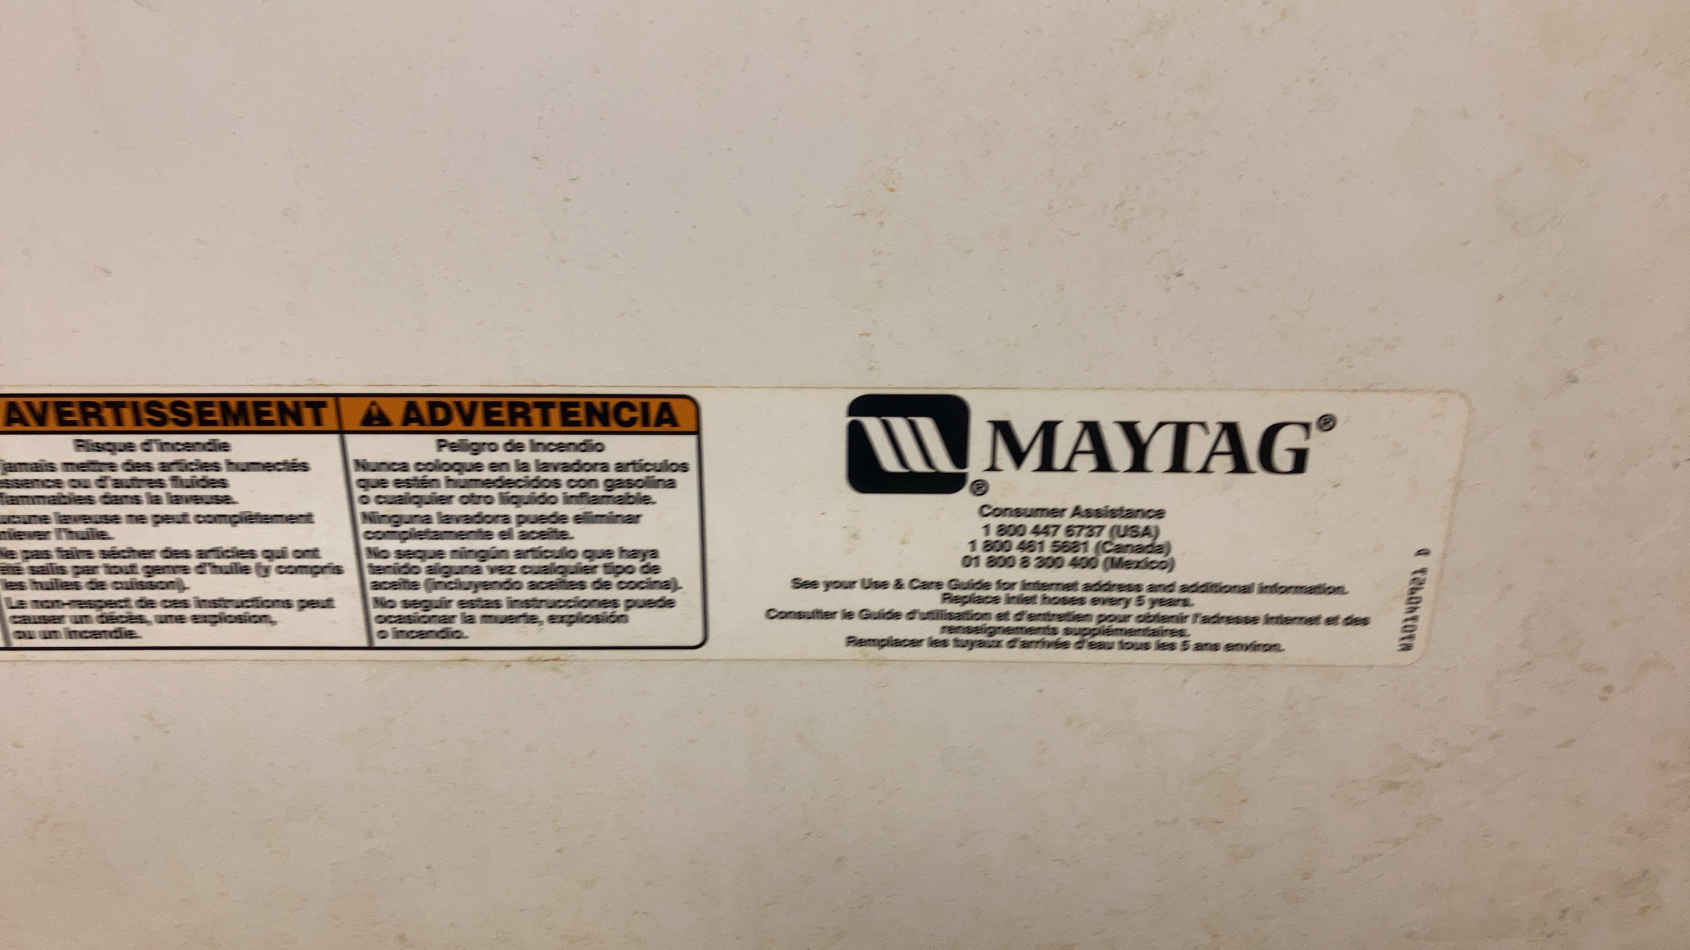 AVERTISSEMENT
Risque d'incendie
jamais mettre des articles humectés
essence ou d'autres fluides
flammables dans la laveuse.
ucune laveuse ne peut complètement
nlever l'huile.
Ne pas faire sécher des articles qui ont
été salis par tout genre d'huile (y compris
les huiles de cuisson).
Le non-respect de ces instructions peut
causer un décès, une explosion,
ou un incendie.
ADVERTENCIA
Peligro de Incendio
Nunca coloque en la lavadora artículos
que estén humedecidos con gasolina
o cualquier otro líquido inflamable.
Ninguna lavadora puede eliminar
completamente el aceite.
No seque ningún artículo que haya
tenido alguna vez cualquier tipo de
aceite (incluyendo aceites de cocina).
No seguir estas instrucciones puede
ocasionar la muerte, explosión
o incendio.
MAYTAG®
®
Consumer Assistance
1 800 447 6737 (USA)
1 800 461 5681 (Canada)
01 800 8 300 400 (Mexico)
See your Use & Care Guide for Internet address and additional information.
Replace inlet hoses every 5 years.
Consulter le Guide d'utilisation et d'entretien pour obtenir l'adresse Internet et des
renseignements supplémentaires.
Remplacer les tuyaux d'arrivée d'eau tous les 5 ans environ.